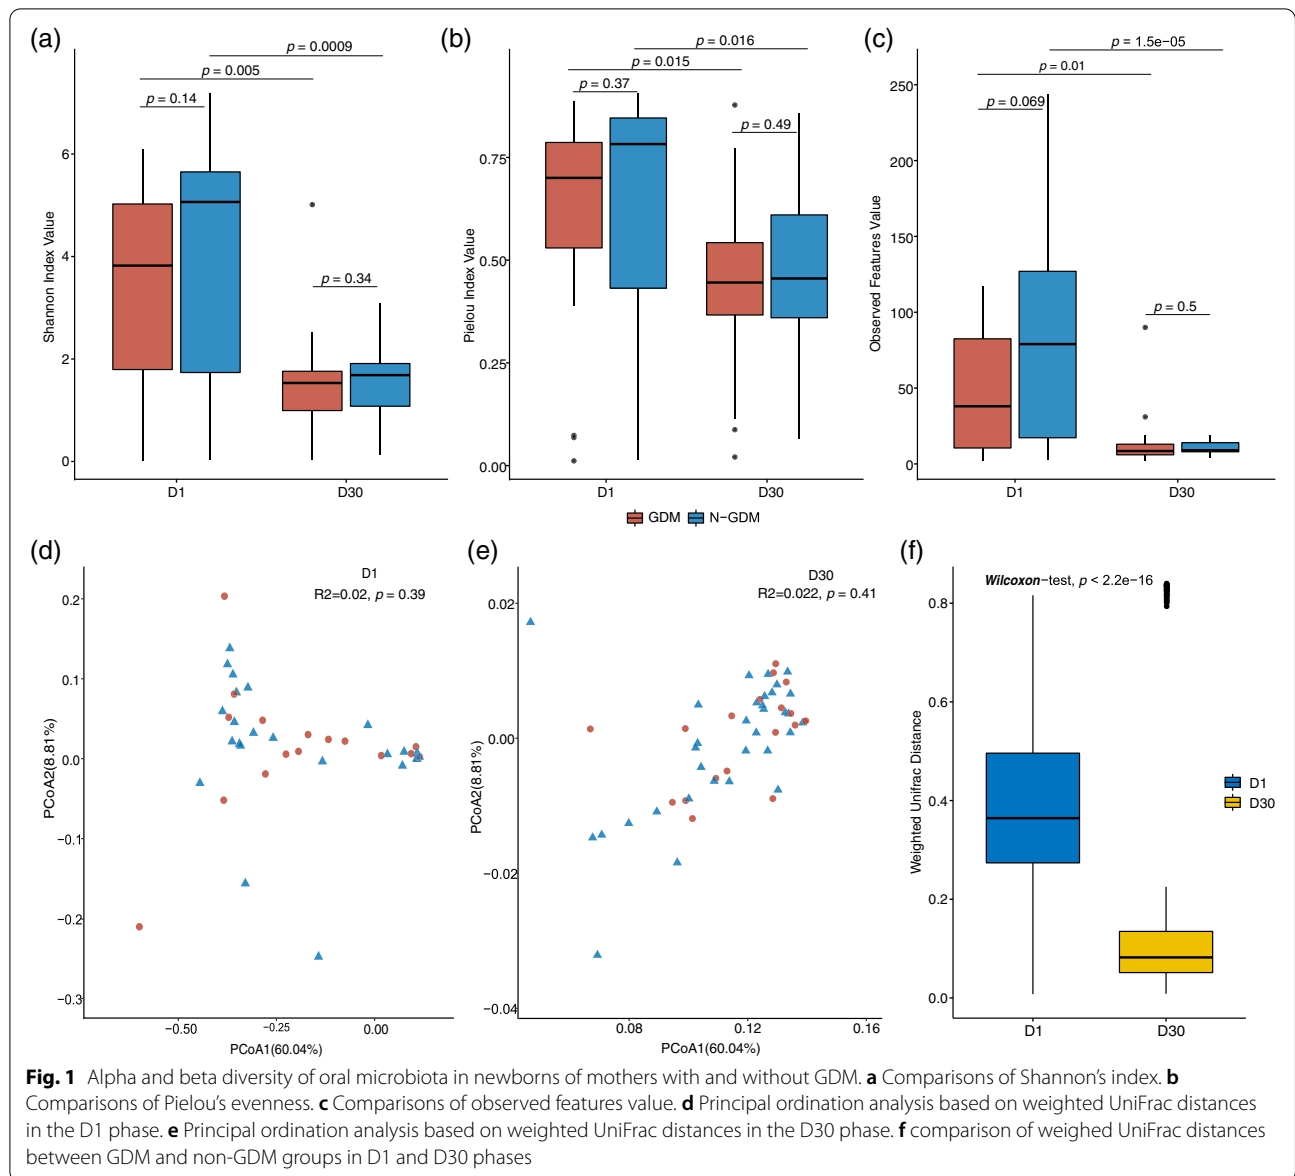 (a)
p = 0.0009
p = 0.005
p = 0.14
p = 0.34
Shannon Index Value
6
4
2
0
D1
D30
(b)
p = 0.016
p = 0.015
p = 0.37
p = 0.49
Pielou Index Value
0.75
0.50
0.25
0.00
D1
D30
(c)
p = 1.5e−05
p = 0.01
p = 0.069
p = 0.5
Observed Features Value
250
200
150
100
50
0
D1
D30
GDM N-GDM
(d)
D1
R2=0.02, p = 0.39
PCoA2(8.81%)
0.2
0.1
0.0
−0.1
−0.2
−0.3
−0.50
−0.25
0.00
PCoA1(60.04%)
(e)
D30
R2=0.022, p = 0.41
PCoA2(8.81%)
0.02
0.00
−0.02
−0.04
0.08
0.12
0.16
PCoA1(60.04%)
(f)
Wilcoxon−test, p < 2.2e−16
Weighted Unifrac Distance
0.8
0.6
0.4
0.2
0.0
D1
D30
D1
D30
Fig. 1 Alpha and beta diversity of oral microbiota in newborns of mothers with and without GDM. a Comparisons of Shannon's index. b
Comparisons of Pielou's evenness. c Comparisons of observed features value. d Principal ordination analysis based on weighted UniFrac distances
in the D1 phase. e Principal ordination analysis based on weighted UniFrac distances in the D30 phase. f comparison of weighed UniFrac distances
between GDM and non-GDM groups in D1 and D30 phases